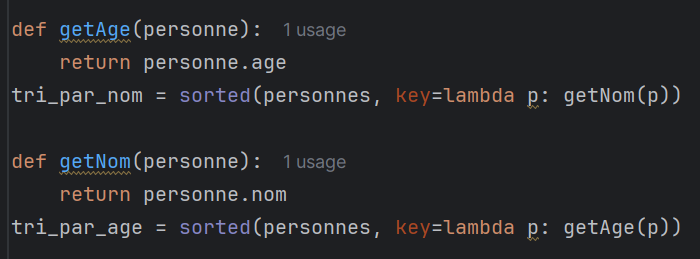 def getAge(personne): 1 usage
    return personne.age
tri_par_nom = sorted(personnes, key=lambda p: getNom(p))
def getNom(personne): 1 usage
    return personne.nom
tri_par_age = sorted(personnes, key=lambda p: getAge(p))